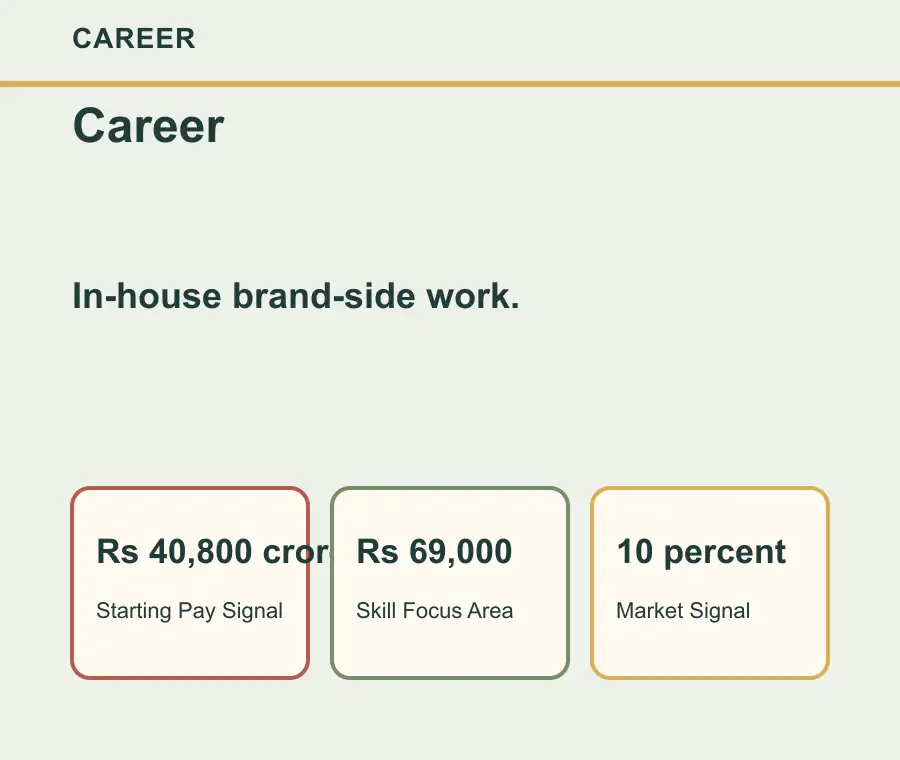 CAREER
Career
In-house brand-side work.
Rs 40,800 Rs 69,000 10 percent
Starting Pay Signal Skill Focus Area Market Signal